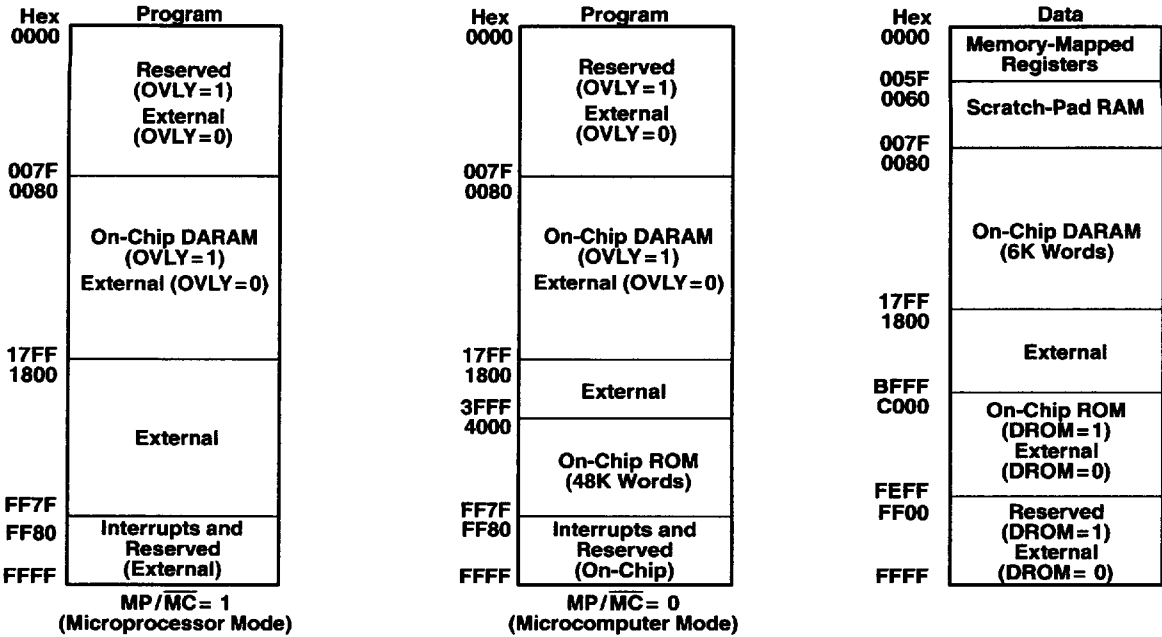 Hex
Program
0000
Reserved
(OVLY=1)
External
(OVLY=0)
007F
0080
On-Chip DARAM
(OVLY=1)
External (OVLY=0)
17FF
1800
External
FF7F
FF80
Interrupts and
Reserved
(External)
FFFF
MP/MC= 1
(Microprocessor Mode)
Hex
Program
0000
Reserved
(OVLY=1)
External
(OVLY=0)
007F
0080
On-Chip DARAM
(OVLY=1)
External (OVLY=0)
17FF
1800
External
3FFF
4000
On-Chip ROM
(48K Words)
FF7F
FF80
Interrupts and
Reserved
(On-Chip)
FFFF
MP/MC= 0
(Microcomputer Mode)
Hex
Data
0000
Memory-Mapped
Registers
005F
0060
Scratch-Pad RAM
007F
0080
On-Chip DARAM
(6K Words)
17FF
1800
External
BFFF
C000
On-Chip ROM
(DROM=1)
External
(DROM=0)
FEFF
FF00
Reserved
(DROM=1)
External
(DROM= 0)
FFFF